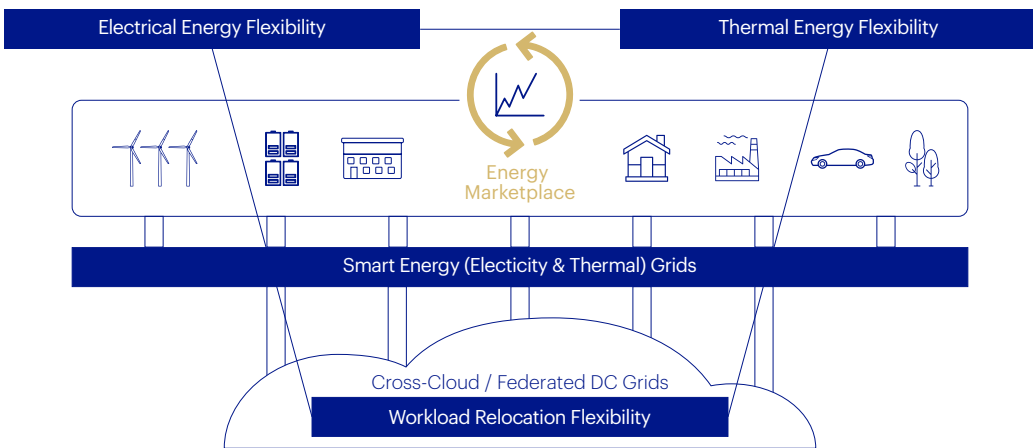 Electrical Energy Flexibility
Thermal Energy Flexibility
Energy
Marketplace
Smart Energy (Electicity & Thermal) Grids
Cross-Cloud / Federated DC Grids
Workload Relocation Flexibility